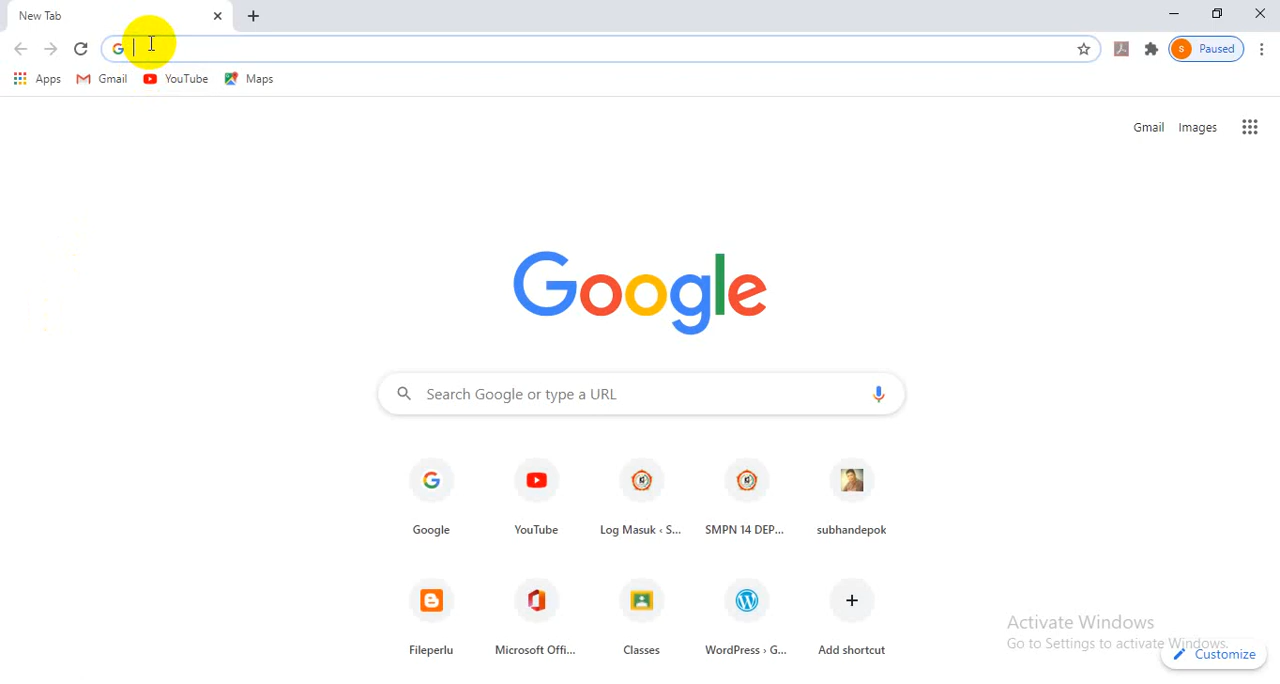 New Tab
S Paused
Apps Gmail YouTube Maps
Gmail Images
Google
Search Google or type a URL
Google YouTube Log Masuk ‹ S... SMPN 14 DEP... subhandepok
Fileperlu Microsoft Offi... Classes WordPress › G... Add shortcut
Activate Windows
Go to Settings to activate Windows.
Customize